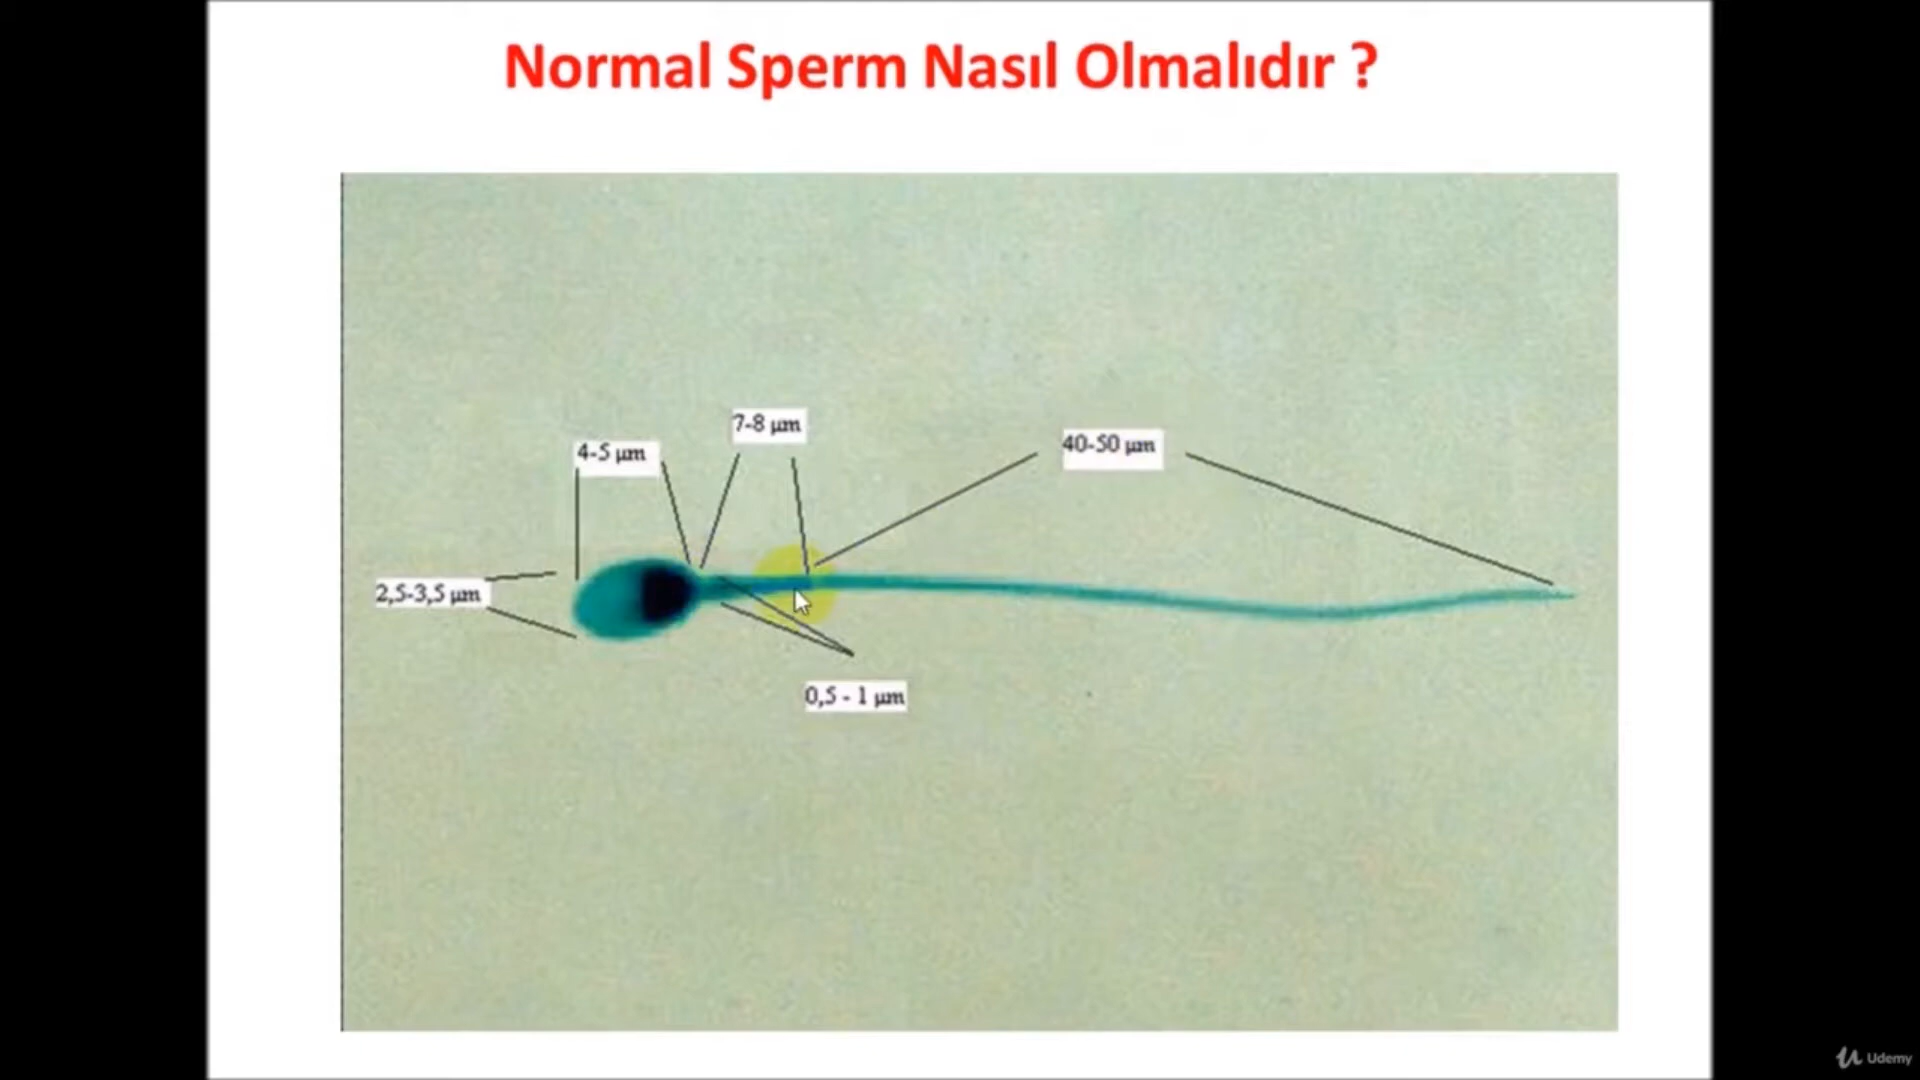 Normal Sperm Nasıl Olmalıdır ?
7-8 µm
4-5 µm
40-50 µm
2,5-3,5 µm
0,5 - 1 µm
Udemy